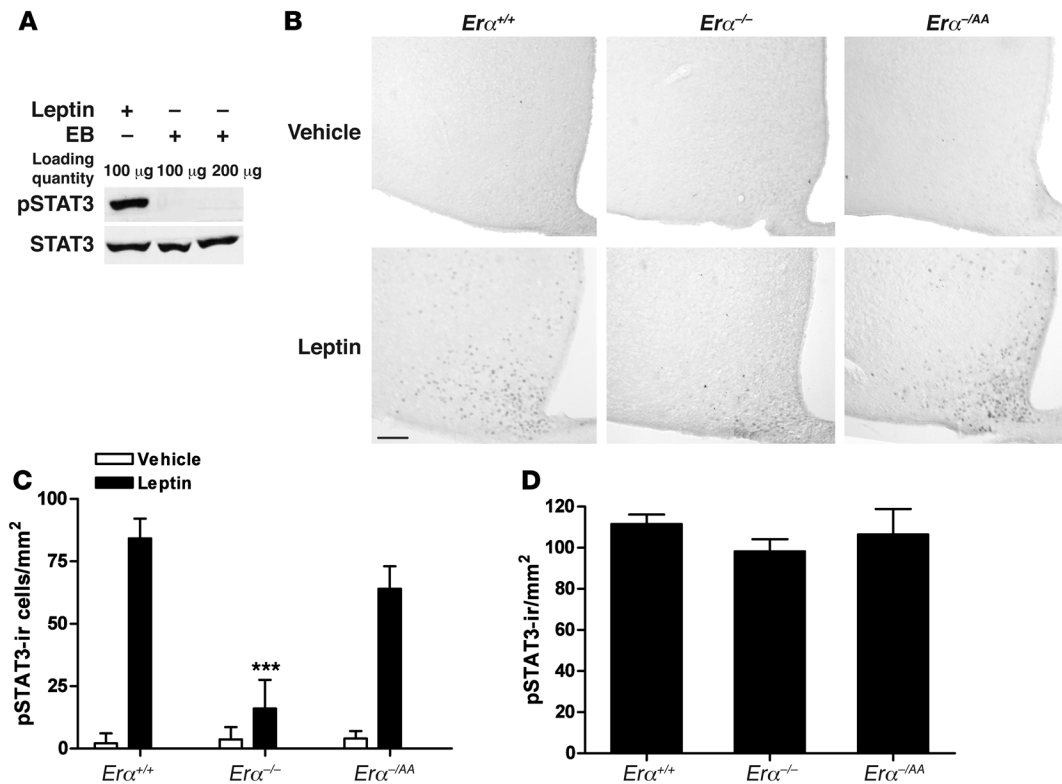 A
Leptin + − −
EB − + +
Loading quantity 100 μg 100 μg 200 μg
pSTAT3
STAT3
B
Erα+/+ Erα−/− Erα−/AA
Vehicle
Leptin
C
Vehicle
Leptin
pSTAT3-ir cells/mm2
100
75
50
25
0
***
Erα+/+ Erα−/− Erα−/AA
D
pSTAT3-ir/mm2
120
100
80
60
40
20
0
Erα+/+ Erα−/− Erα−/AA